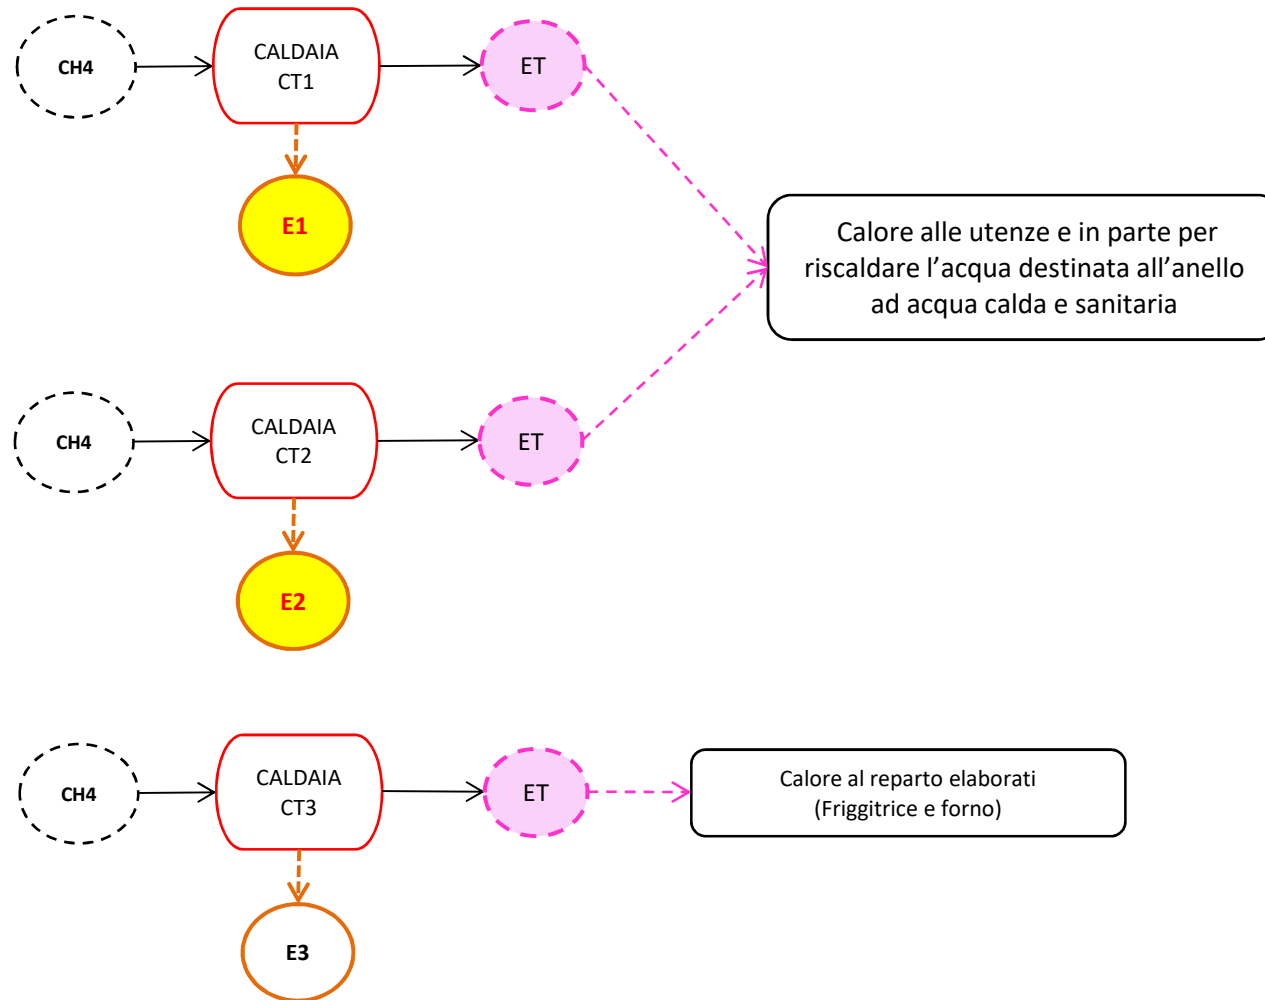 CH4
CALDAIA
CT1
ET
E1
Calore alle utenze e in parte per
riscaldare l’acqua destinata all’anello
ad acqua calda e sanitaria
CH4
CALDAIA
CT2
ET
E2
CH4
CALDAIA
CT3
ET
Calore al reparto elaborati
(Friggitrice e forno)
E3